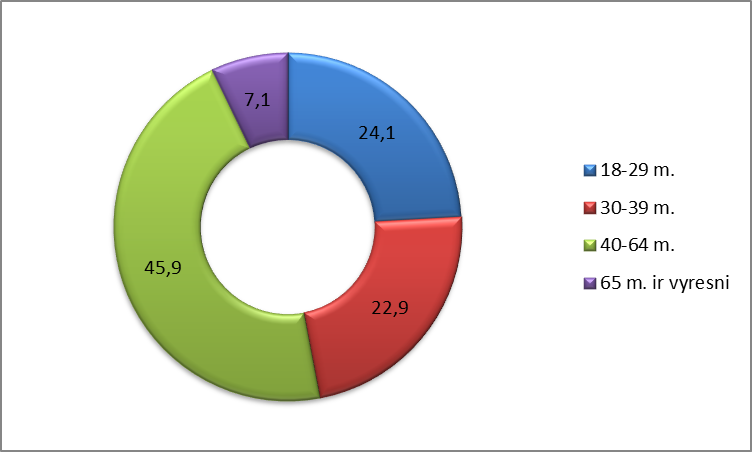 7,1
24,1
45,9
22,9
18-29 m.
30-39 m.
40-64 m.
65 m. ir vyresni